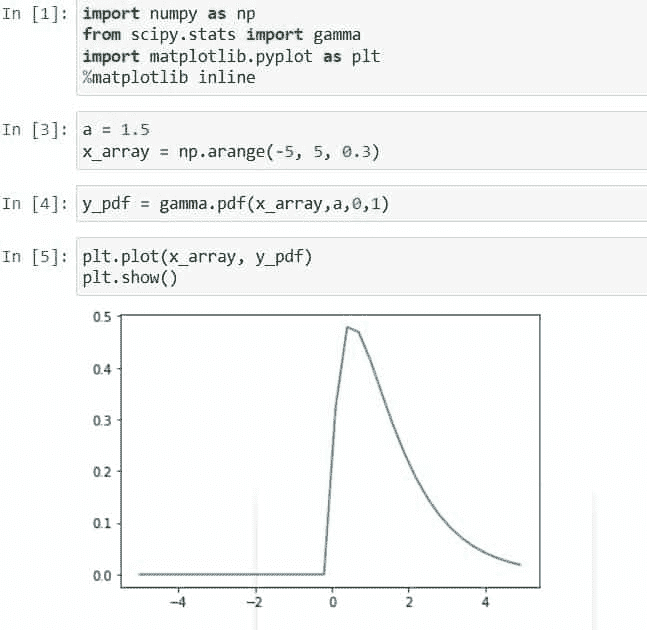 In [1]: import numpy as np
from scipy.stats import gamma
import matplotlib.pyplot as plt
%matplotlib inline
In [3]: a = 1.5
x_array = np.arange(-5, 5, 0.3)
In [4]: y_pdf = gamma.pdf(x_array,a,0,1)
In [5]: plt.plot(x_array, y_pdf)
plt.show()
0.5
0.4
0.3
0.2
0.1
0.0
−4 −2 0 2 4